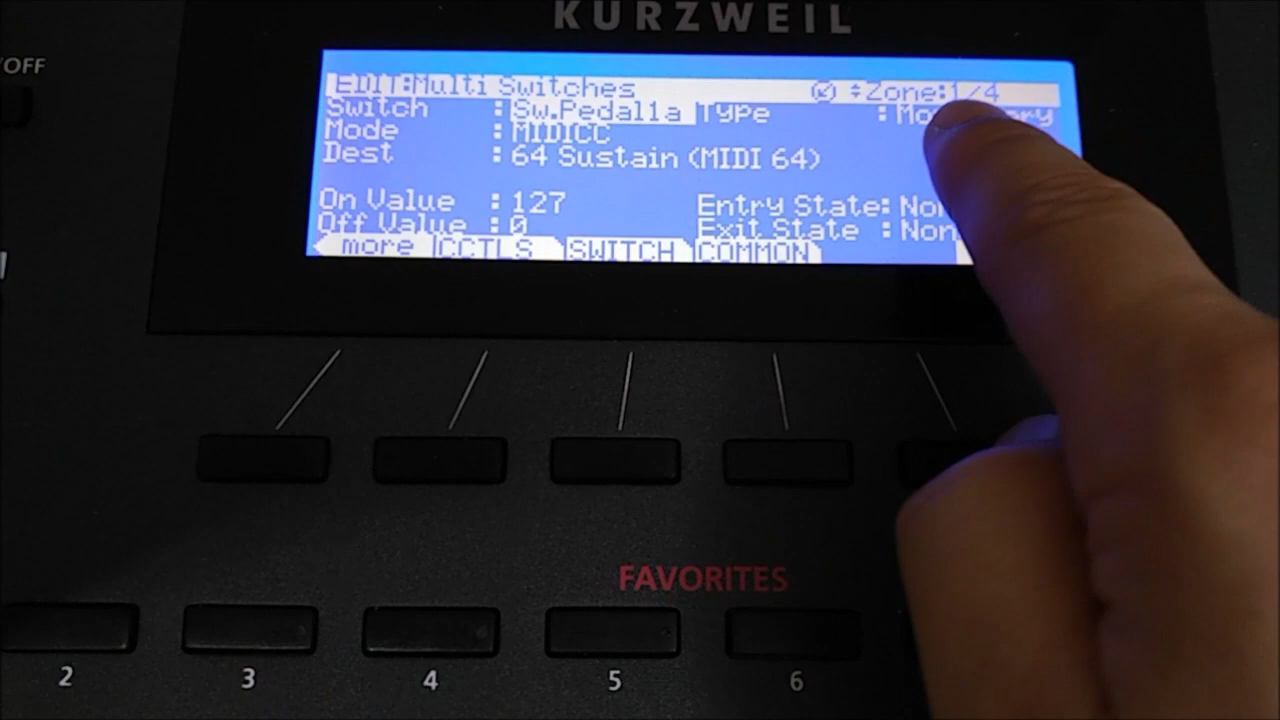 KURZWEIL
/OFF
EDIT:Multi Switches Zone:1/4
Switch :Sw.Pedal1a Type :
Mode :MIDICC
Dest :64 Sustain (MIDI 64)
On Value :127 Entry State:
Off Value :0 Exit State :
more CCTLS SWITCH COMMON
FAVORITES
2 3 4 5 6